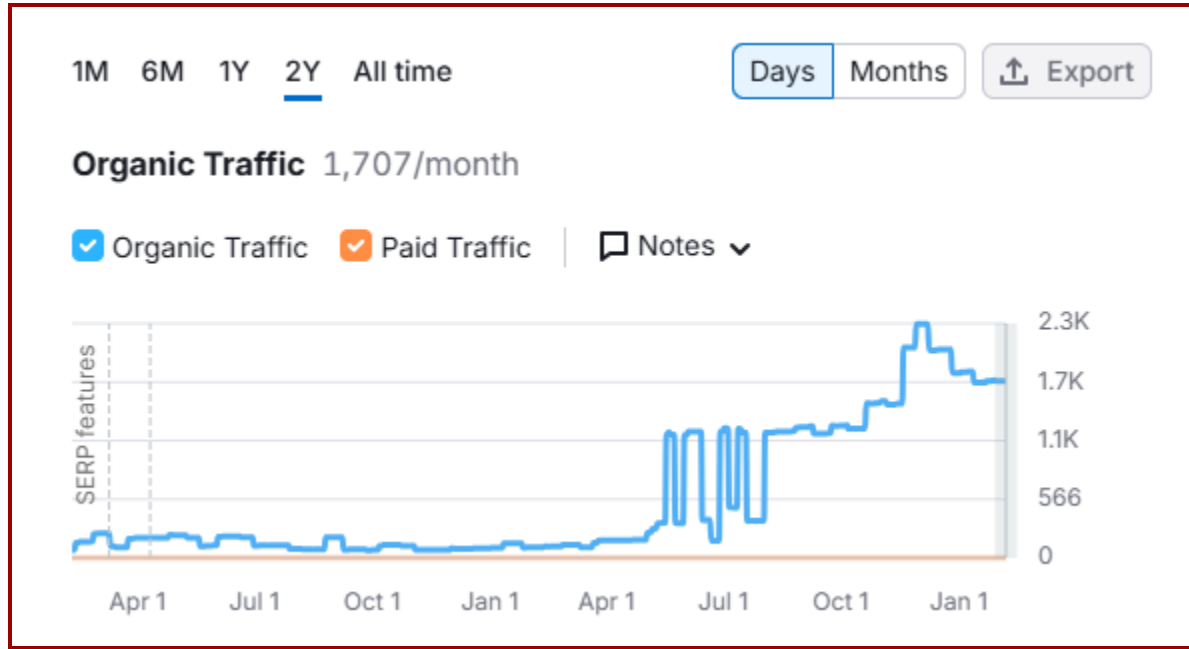 1M 6M 1Y 2Y All time Days Months Export
Organic Traffic 1,707/month
Organic Traffic Paid Traffic Notes
SERP features
2.3K
1.7K
1.1K
566
0
Apr 1 Jul 1 Oct 1 Jan 1 Apr 1 Jul 1 Oct 1 Jan 1